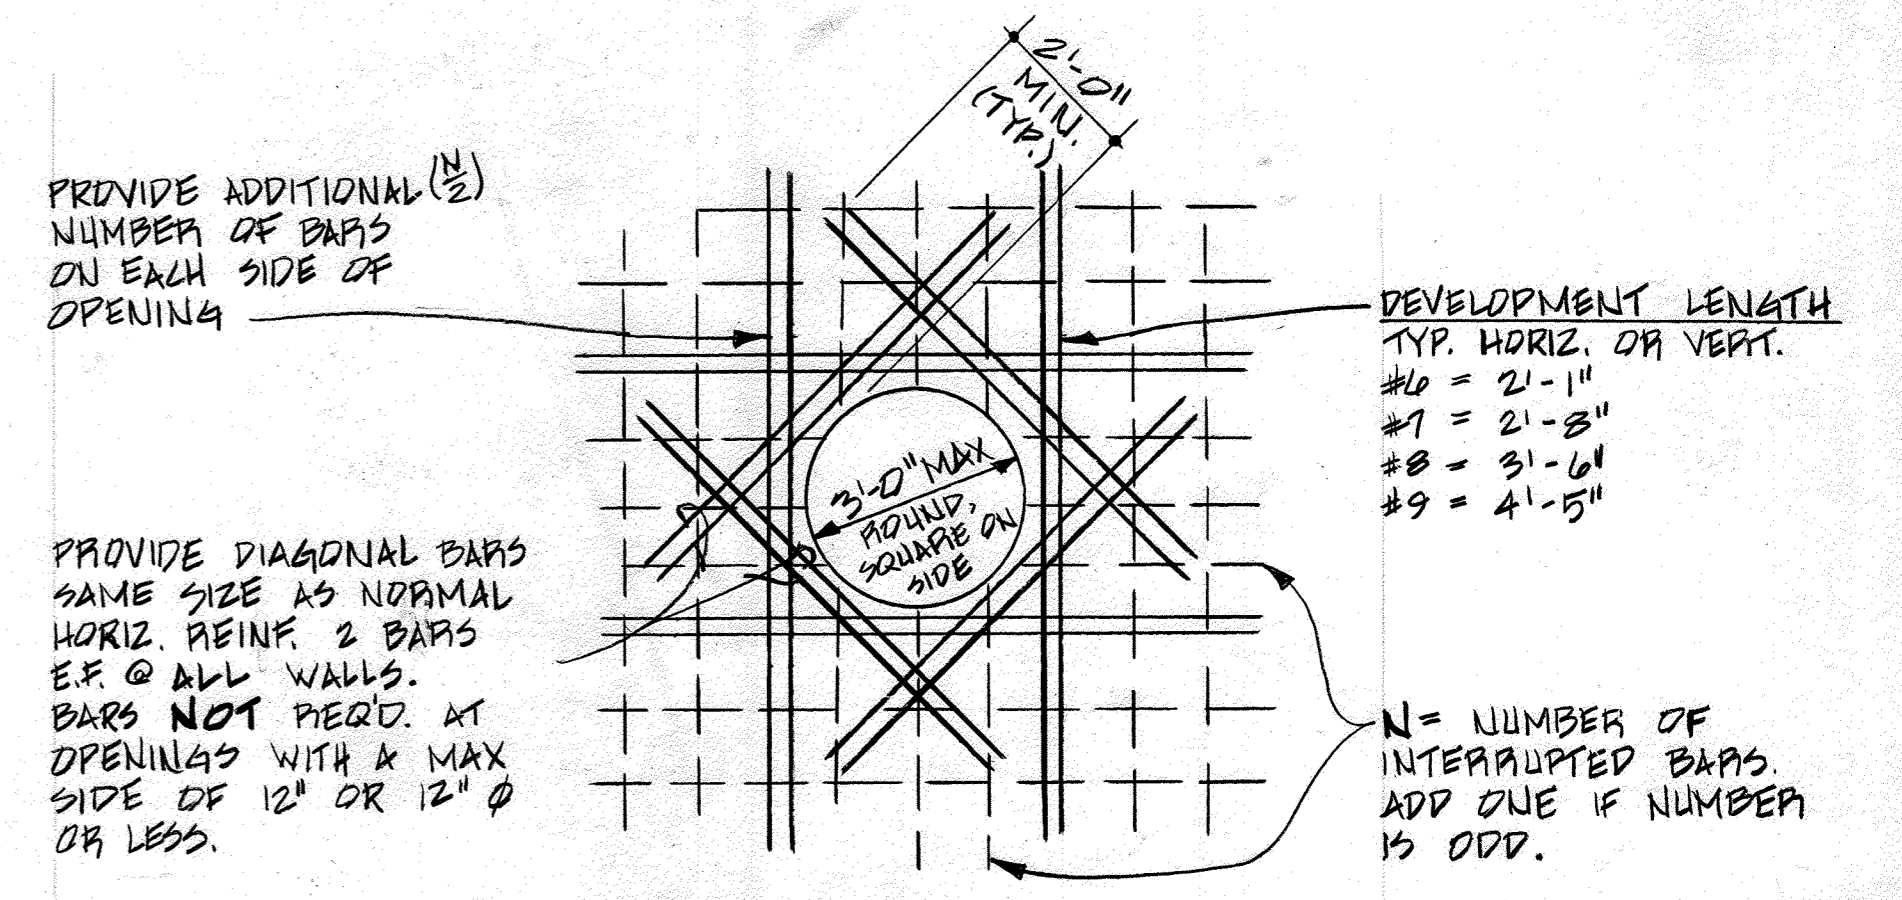 2'-0"
MIN.
(TYP.)
PROVIDE ADDITIONAL (N/2)
NUMBER OF BARS
ON EACH SIDE OF
OPENING
DEVELOPMENT LENGTH
TYP. HORIZ. OR VERT.
#6 = 2'-1"
#7 = 2'-8"
#8 = 3'-6"
#9 = 4'-5"
3'-0" MAX
ROUND,
SQUARE ON
SIDE
PROVIDE DIAGONAL BARS
SAME SIZE AS NORMAL
HORIZ. REINF. 2 BARS
E.F. @ ALL WALLS.
BARS NOT REQ'D. AT
OPENINGS WITH A MAX
SIDE OF 12" OR 12" Ø
OR LESS.
N = NUMBER OF
INTERRUPTED BARS.
ADD ONE IF NUMBER
IS ODD.